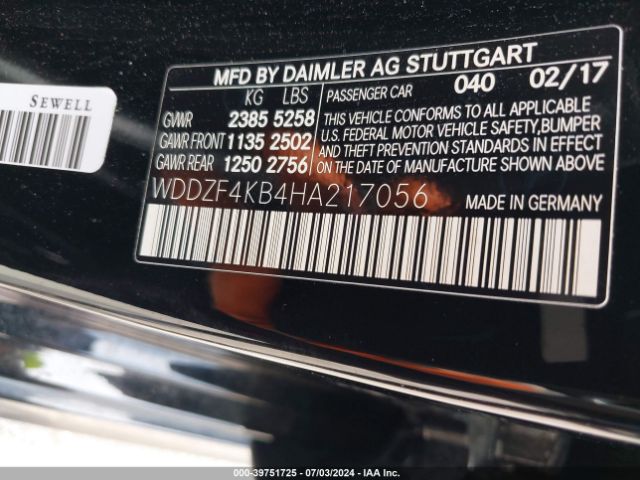 SEWELL
MFD BY DAIMLER AG STUTTGART
KG LBS
GVWR 2385 5258
GAWR FRONT 1135 2502
GAWR REAR 1250 2756
PASSENGER CAR 040 02/17
THIS VEHICLE CONFORMS TO ALL APPLICABLE
U.S. FEDERAL MOTOR VEHICLE SAFETY,BUMPER
AND THEFT PREVENTION STANDARDS IN EFFECT
ON THE DATE OF MANUFACTURE SHOWN ABOVE.
WDDZF4KB4HA217056 MADE IN GERMANY
000-39751725 - 07/03/2024 - IAAI.COM